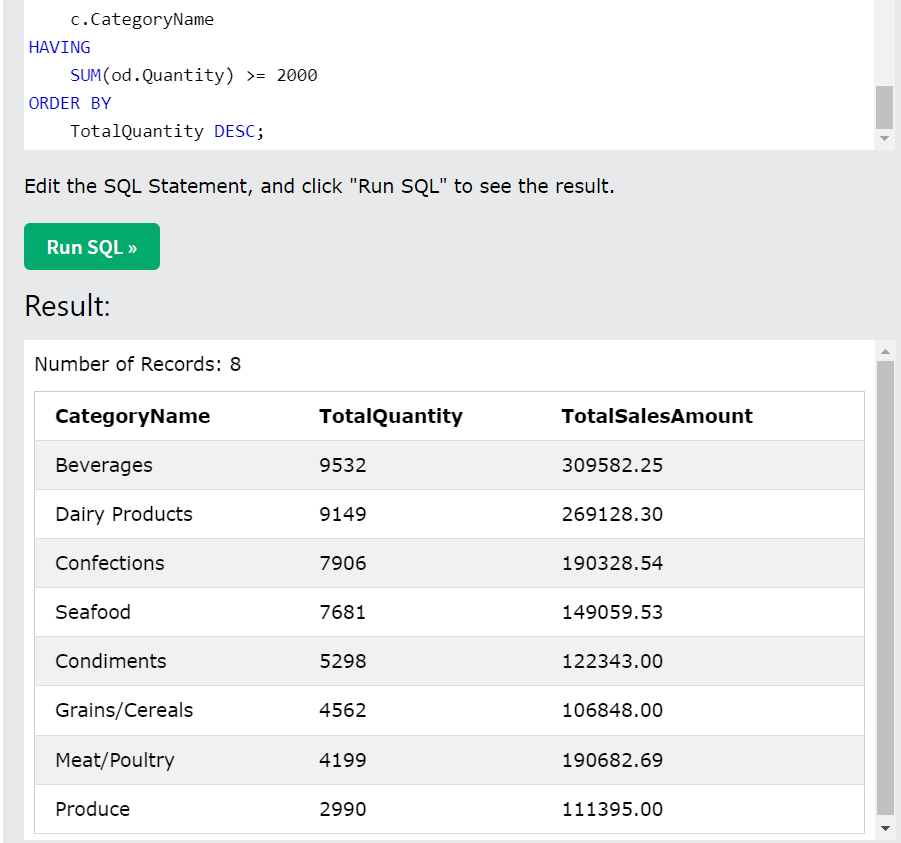 c.CategoryName
HAVING
SUM(od.Quantity) >= 2000
ORDER BY
TotalQuantity DESC;
Edit the SQL Statement, and click "Run SQL" to see the result.
Run SQL »
Result:
Number of Records: 8
CategoryName TotalQuantity TotalSalesAmount
Beverages 9532 309582.25
Dairy Products 9149 269128.30
Confections 7906 190328.54
Seafood 7681 149059.53
Condiments 5298 122343.00
Grains/Cereals 4562 106848.00
Meat/Poultry 4199 190682.69
Produce 2990 111395.00